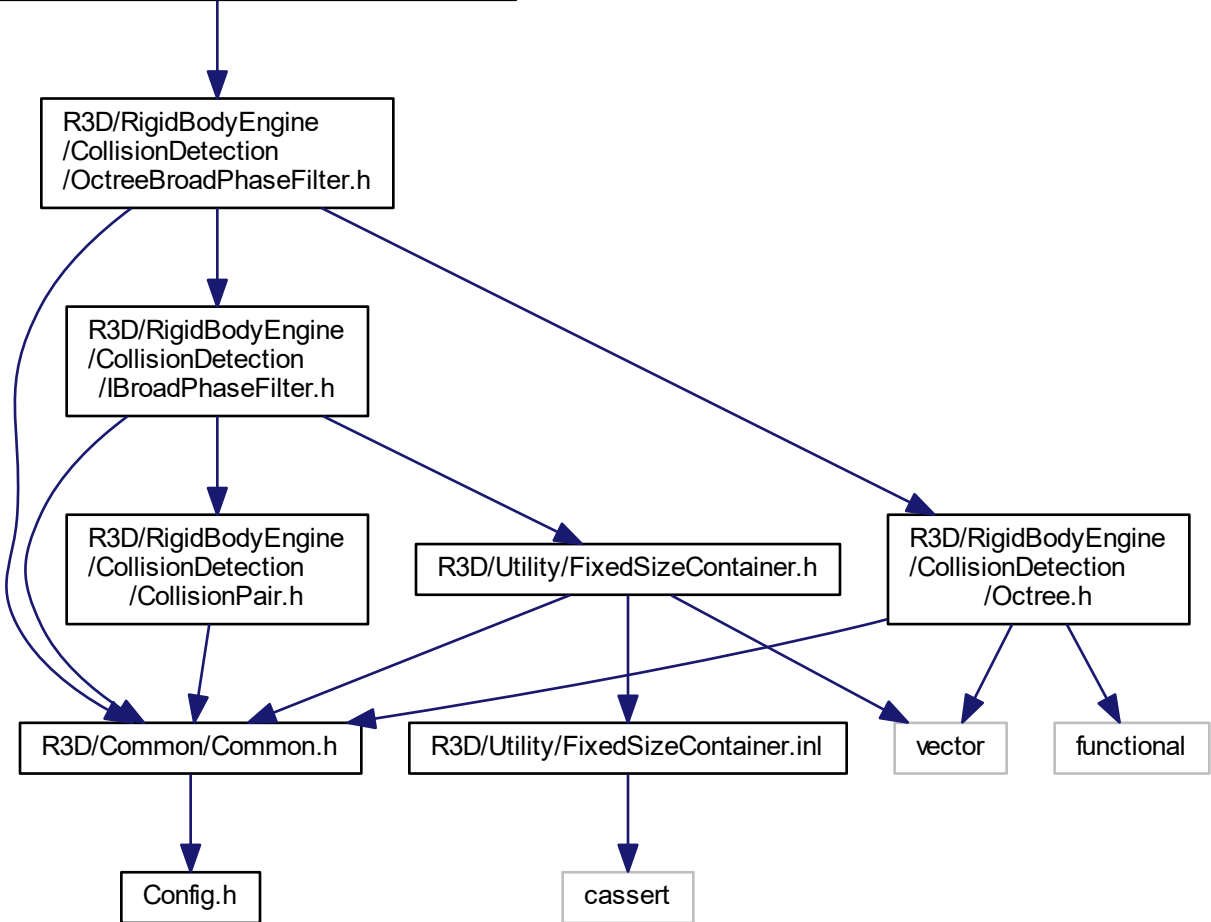 R3D/RigidBodyEngine
/CollisionDetection
/OctreeBroadPhaseFilter.h
R3D/RigidBodyEngine
/CollisionDetection
/IBroadPhaseFilter.h
R3D/RigidBodyEngine
/CollisionDetection
/CollisionPair.h
R3D/Utility/FixedSizeContainer.h
R3D/RigidBodyEngine
/CollisionDetection
/Octree.h
R3D/Common/Common.h
R3D/Utility/FixedSizeContainer.inl
vector
functional
Config.h
cassert